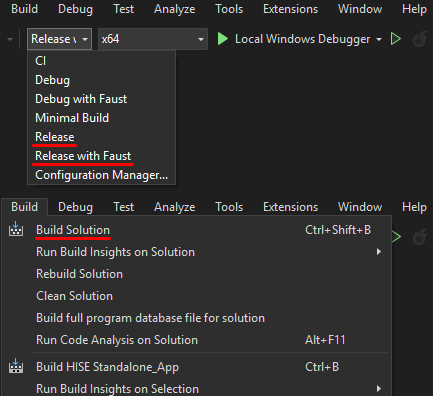 Build Debug Test Analyze Tools Extensions Window Help
Release x64 Local Windows Debugger
CI
Debug
Debug with Faust
Minimal Build
Release
Release with Faust
Configuration Manager...
Build Debug Test Analyze Tools Extensions Window Help
Build Solution Ctrl+Shift+B
Run Build Insights on Solution
Rebuild Solution
Clean Solution
Build full program database file for solution
Run Code Analysis on Solution Alt+F11
Build HISE Standalone_App Ctrl+B
Run Build Insights on Selection